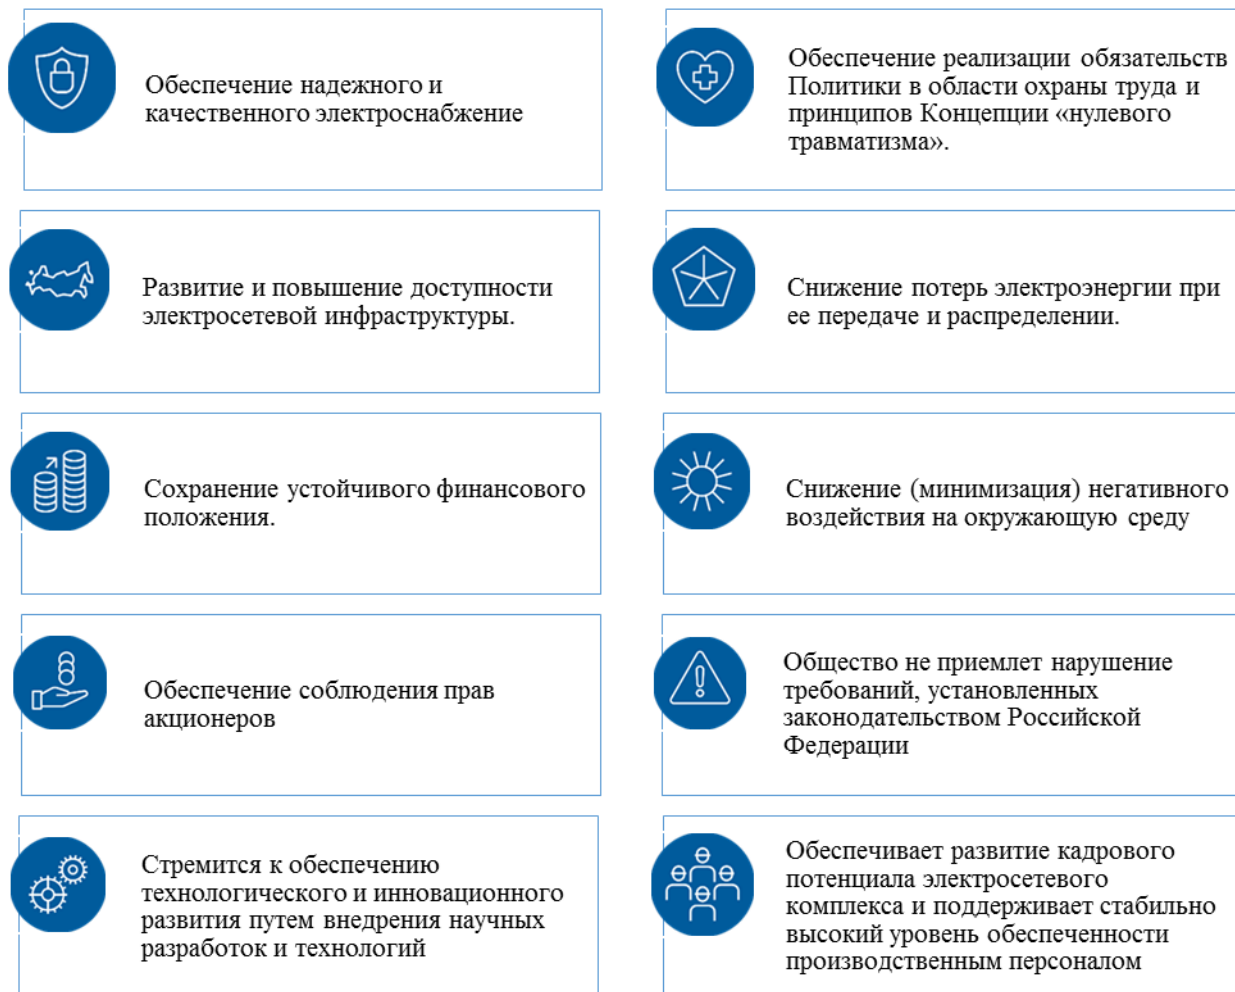 Обеспечение надежного и
качественного электроснабжение
Обеспечение реализации обязательств
Политики в области охраны труда и
принципов Концепции «нулевого
травматизма».
Развитие и повышение доступности
электросетевой инфраструктуры.
Снижение потерь электроэнергии при
ее передаче и распределении.
Сохранение устойчивого финансового
положения.
Снижение (минимизация) негативного
воздействия на окружающую среду
Обеспечение соблюдения прав
акционеров
Общество не приемлет нарушение
требований, установленных
законодательством Российской
Федерации
Стремится к обеспечению
технологического и инновационного
развития путем внедрения научных
разработок и технологий
Обеспечивает развитие кадрового
потенциала электросетевого
комплекса и поддерживает стабильно
высокий уровень обеспеченности
производственным персоналом